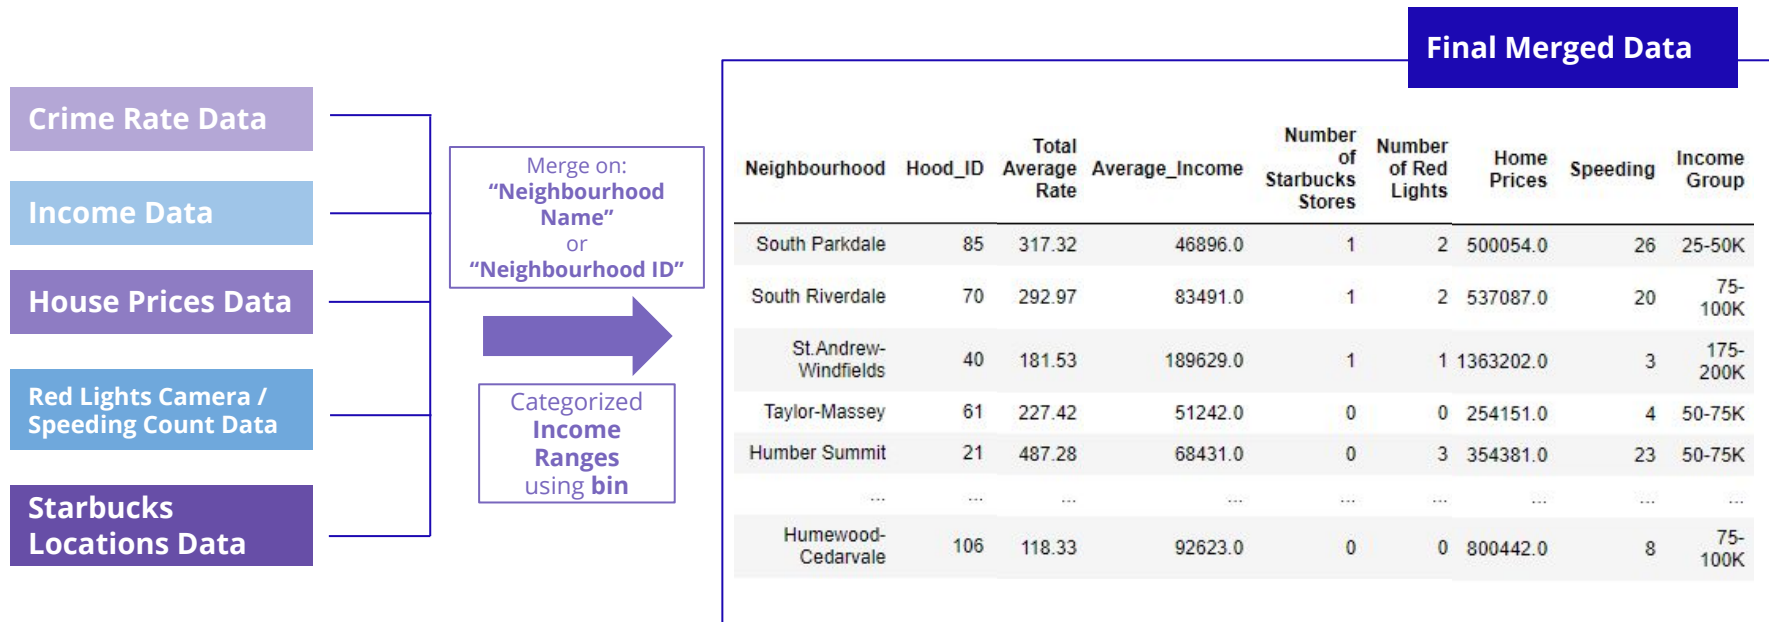 Final Merged Data
Crime Rate Data
Income Data
House Prices Data
Red Lights Camera /
Speeding Count Data
Starbucks
Locations Data
Merge on:
“Neighbourhood
Name”
or
“Neighbourhood ID”
Categorized
Income
Ranges
using bin
Neighbourhood Hood_ID Total Average Rate Average_Income Number of Starbucks Stores Number of Red Lights Home Prices Speeding Income Group
South Parkdale 85 317.32 46896.0 1 2 500054.0 26 25-50K
South Riverdale 70 292.97 83491.0 1 2 537087.0 20 75-100K
St.Andrew-Windfields 40 181.53 189629.0 1 1 1363202.0 3 175-200K
Taylor-Massey 61 227.42 51242.0 0 0 254151.0 4 50-75K
Humber Summit 21 487.28 68431.0 0 3 354381.0 23 50-75K
... ... ... ... ... ... ... ... ...
Humewood-Cedarvale 106 118.33 92623.0 0 0 800442.0 8 75-100K